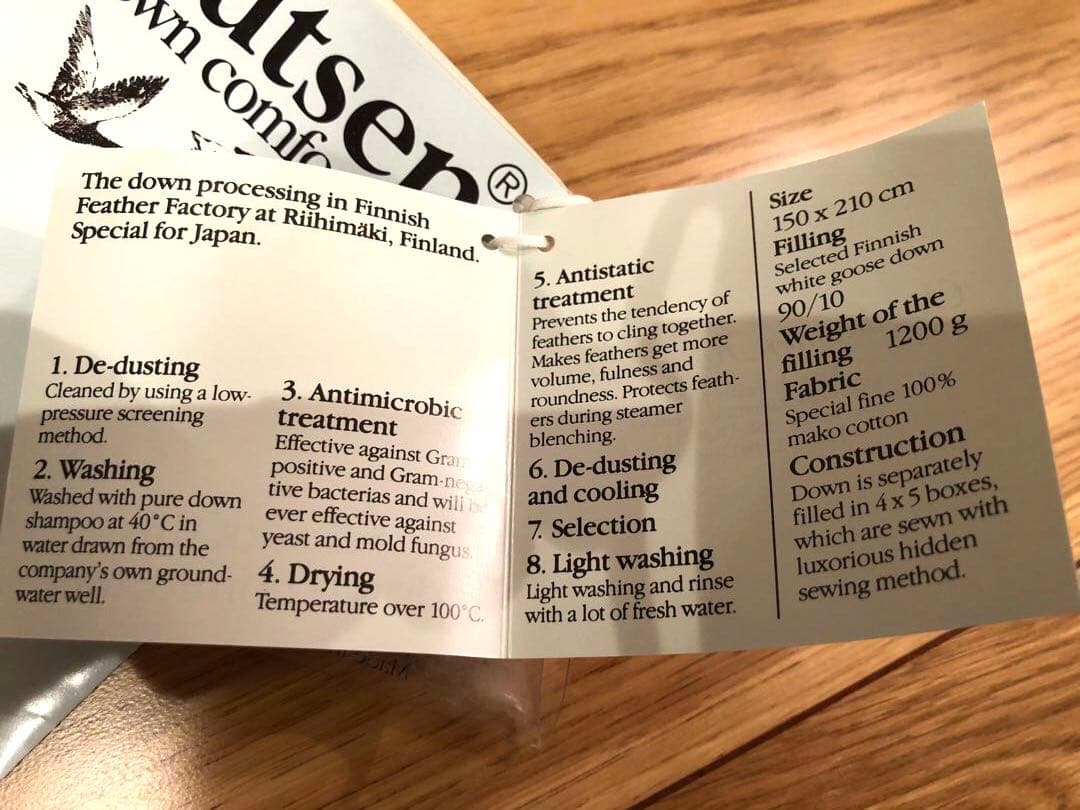 utsen®
wn comfo
The down processing in Finnish
Feather Factory at Riihimäki, Finland.
Special for Japan.
1. De-dusting
Cleaned by using a low-
pressure screening
method.
2. Washing
Washed with pure down
shampoo at 40°C in
water drawn from the
company's own ground-
water well.
3. Antimicrobic
treatment
Effective against Gram
positive and Gram-nega
tive bacterias and will be
ever effective against
yeast and mold fungus.
4. Drying
Temperature over 100°C.
5. Antistatic
treatment
Prevents the tendency of
feathers to cling together.
Makes feathers get more
volume, fulness and
roundness. Protects feath-
ers during steamer
blenching.
6. De-dusting
and cooling
7. Selection
8. Light washing
Light washing and rinse
with a lot of fresh water.
Size
150 x 210 cm
Filling
Selected Finnish
white goose down
90/10
Weight of the
filling 1200 g
Fabric
Special fine 100%
mako cotton
Construction
Down is separately
filled in 4 x 5 boxes,
which are sewn with
luxorious hidden
sewing method.